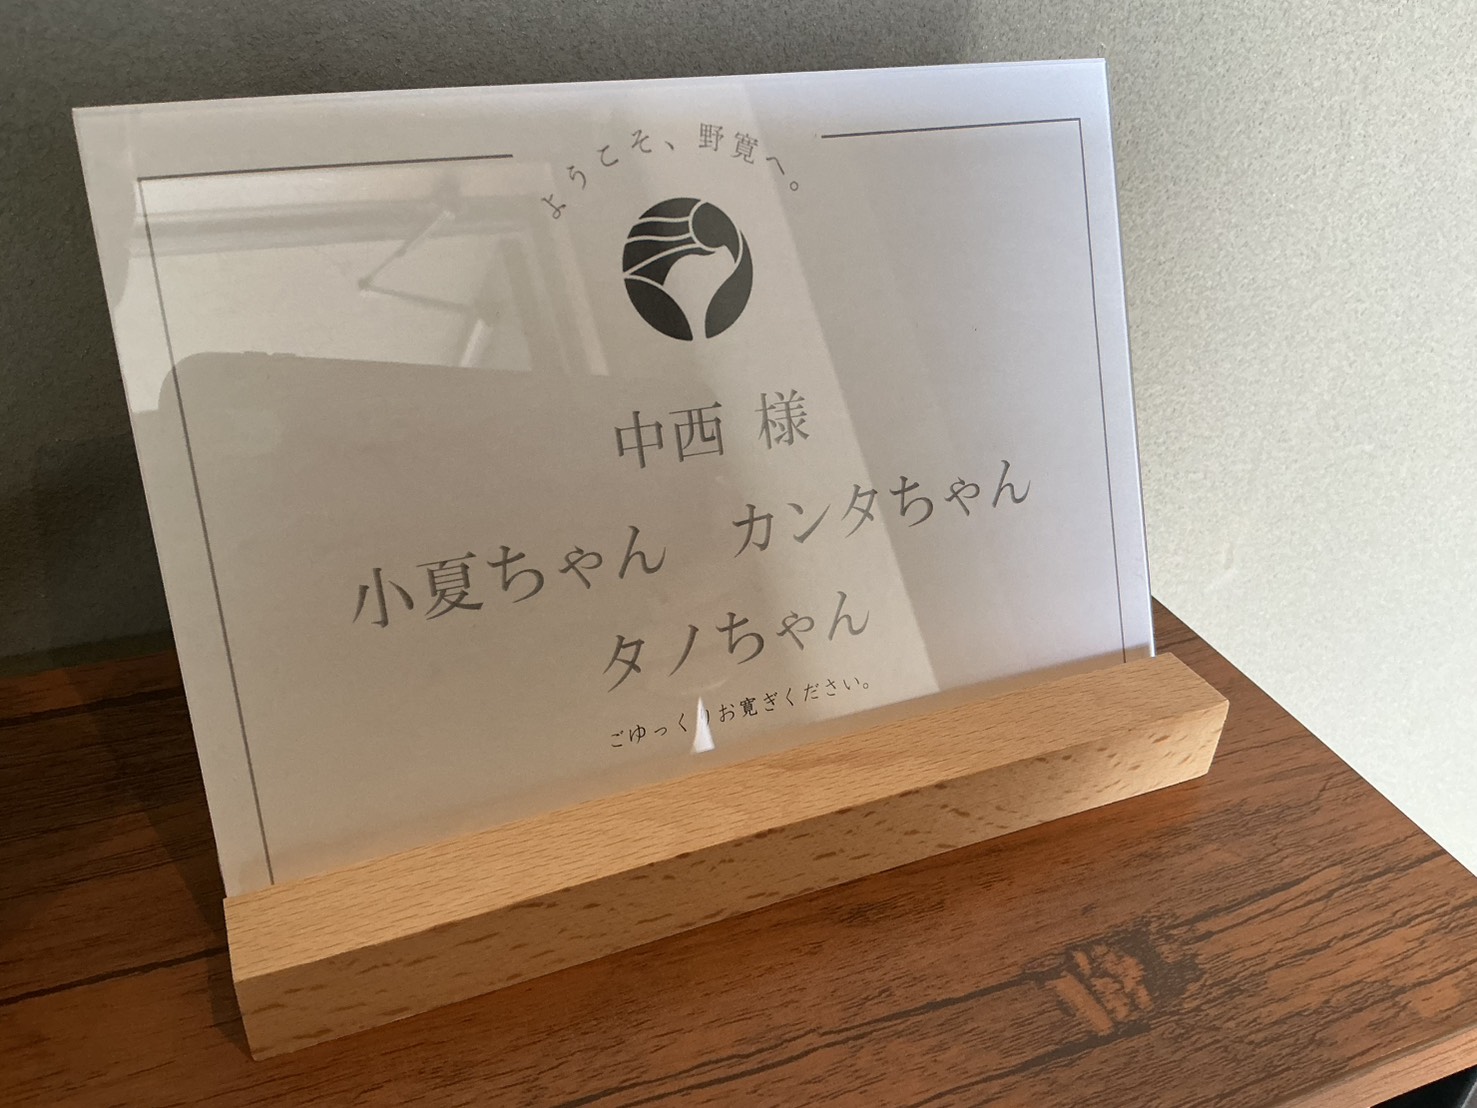 ようこそ、野寛へ。
中西 様
小夏ちゃん　カンタちゃん
タノちゃん
ごゆっくりお寛ぎください。